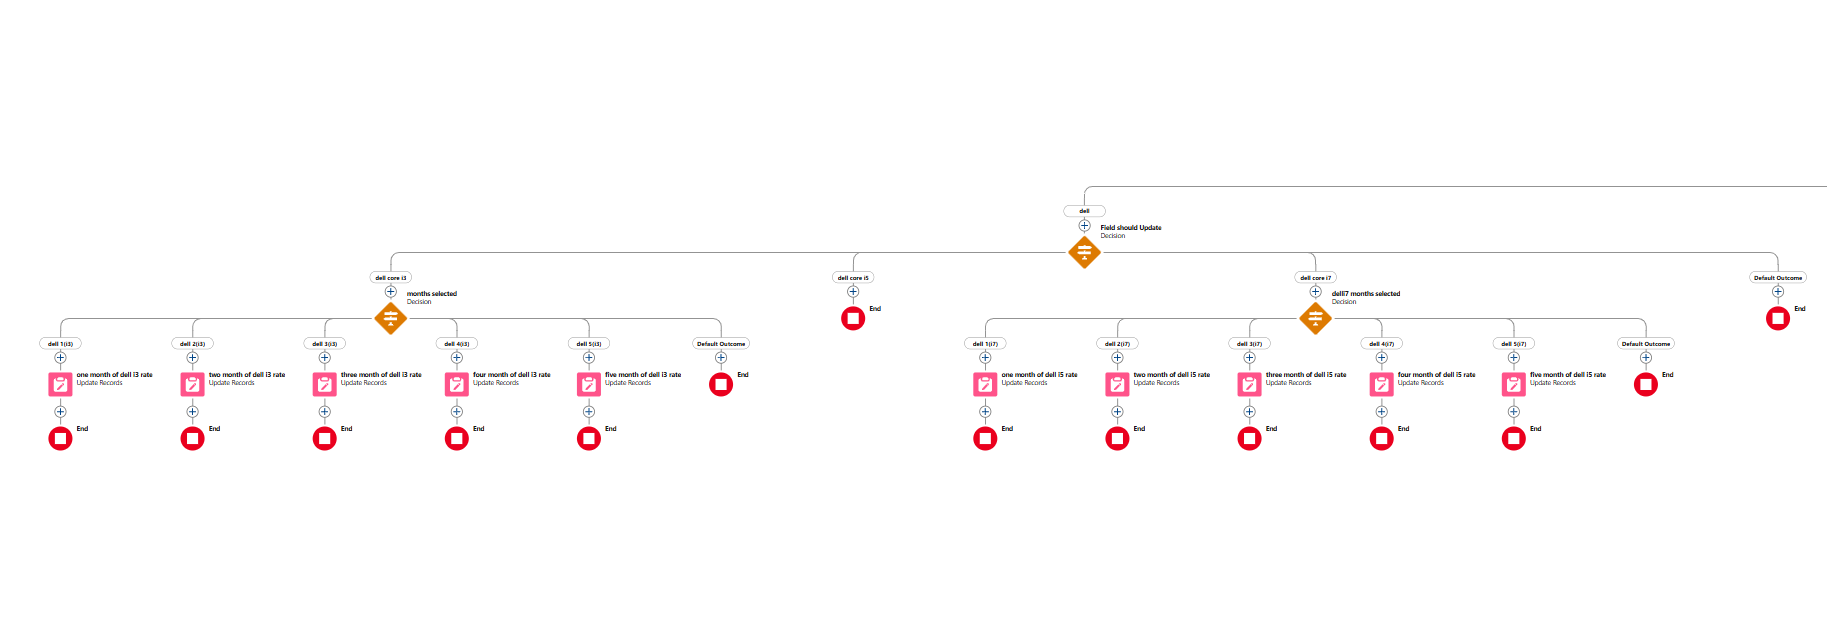 dell
Field should Update
Decision
dell core i3
dell core i5
dell core i7
Default Outcome
months selected
Decision
End
delli7 months selected
Decision
End
dell 1(i3)
dell 2(i3)
dell 3(i3)
dell 4(i3)
dell 5(i3)
Default Outcome
dell 1(i7)
dell 2(i7)
dell 3(i7)
dell 4(i7)
dell 5(i7)
Default Outcome
one month of dell i3 rate
Update Records
two month of dell i3 rate
Update Records
three month of dell i3 rate
Update Records
four month of dell i3 rate
Update Records
five month of dell i3 rate
Update Records
End
one month of dell i5 rate
Update Records
two month of dell i5 rate
Update Records
three month of dell i5 rate
Update Records
four month of dell i5 rate
Update Records
five month of dell i5 rate
Update Records
End
End
End
End
End
End
End
End
End
End
End